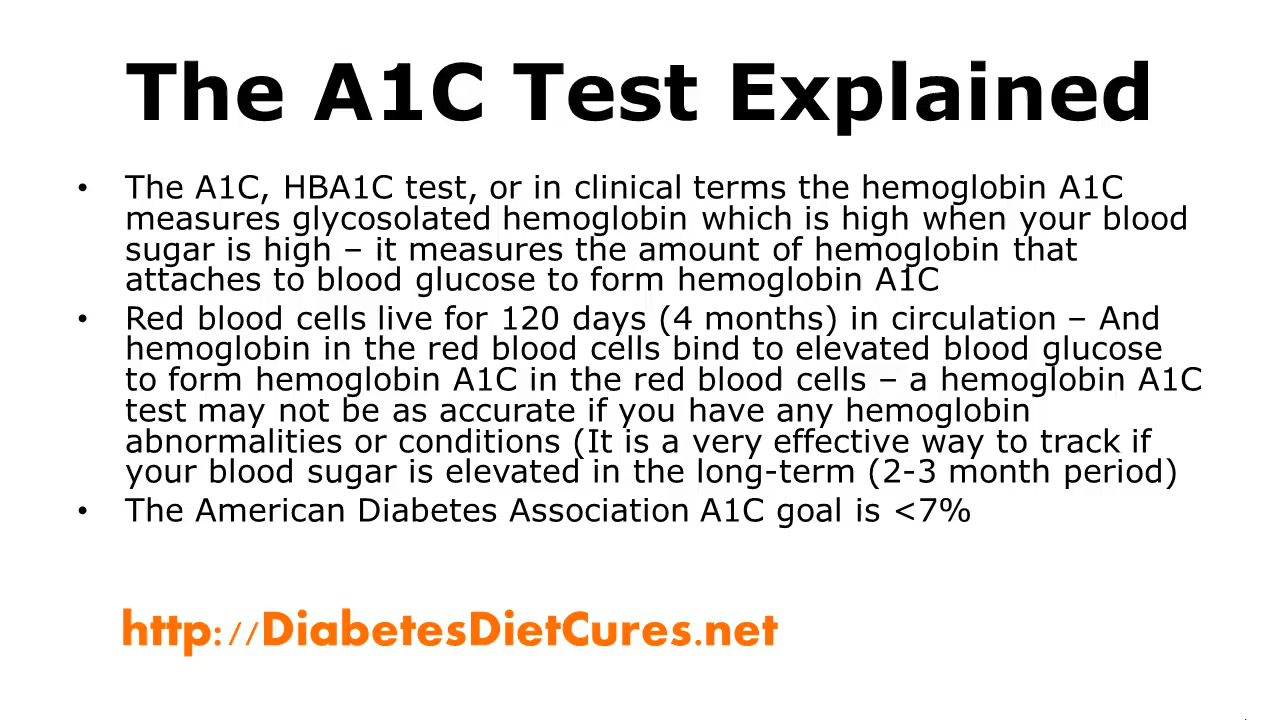 The A1C Test Explained
• The A1C, HBA1C test, or in clinical terms the hemoglobin A1C
measures glycosolated hemoglobin which is high when your blood
sugar is high – it measures the amount of hemoglobin that
attaches to blood glucose to form hemoglobin A1C
• Red blood cells live for 120 days (4 months) in circulation – And
hemoglobin in the red blood cells bind to elevated blood glucose
to form hemoglobin A1C in the red blood cells – a hemoglobin A1C
test may not be as accurate if you have any hemoglobin
abnormalities or conditions (It is a very effective way to track if
your blood sugar is elevated in the long-term (2-3 month period)
• The American Diabetes Association A1C goal is <7%
http://DiabetesDietCures.net